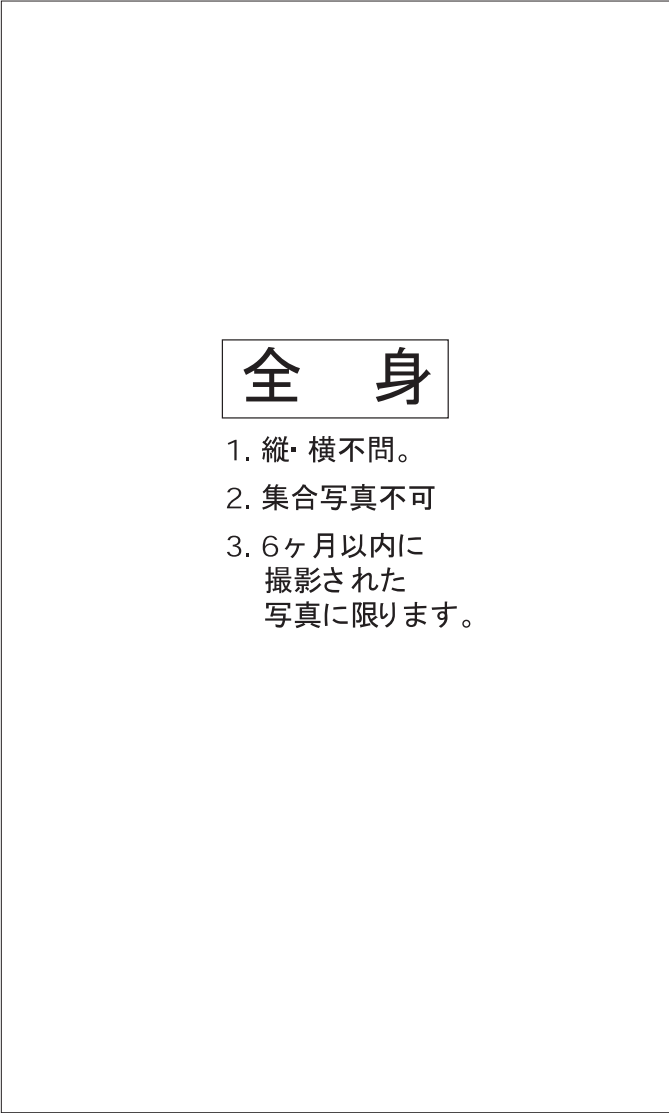 全 身
1. 縦・横不問。
2. 集合写真不可
3. 6ヶ月以内に
撮影された
写真に限ります。